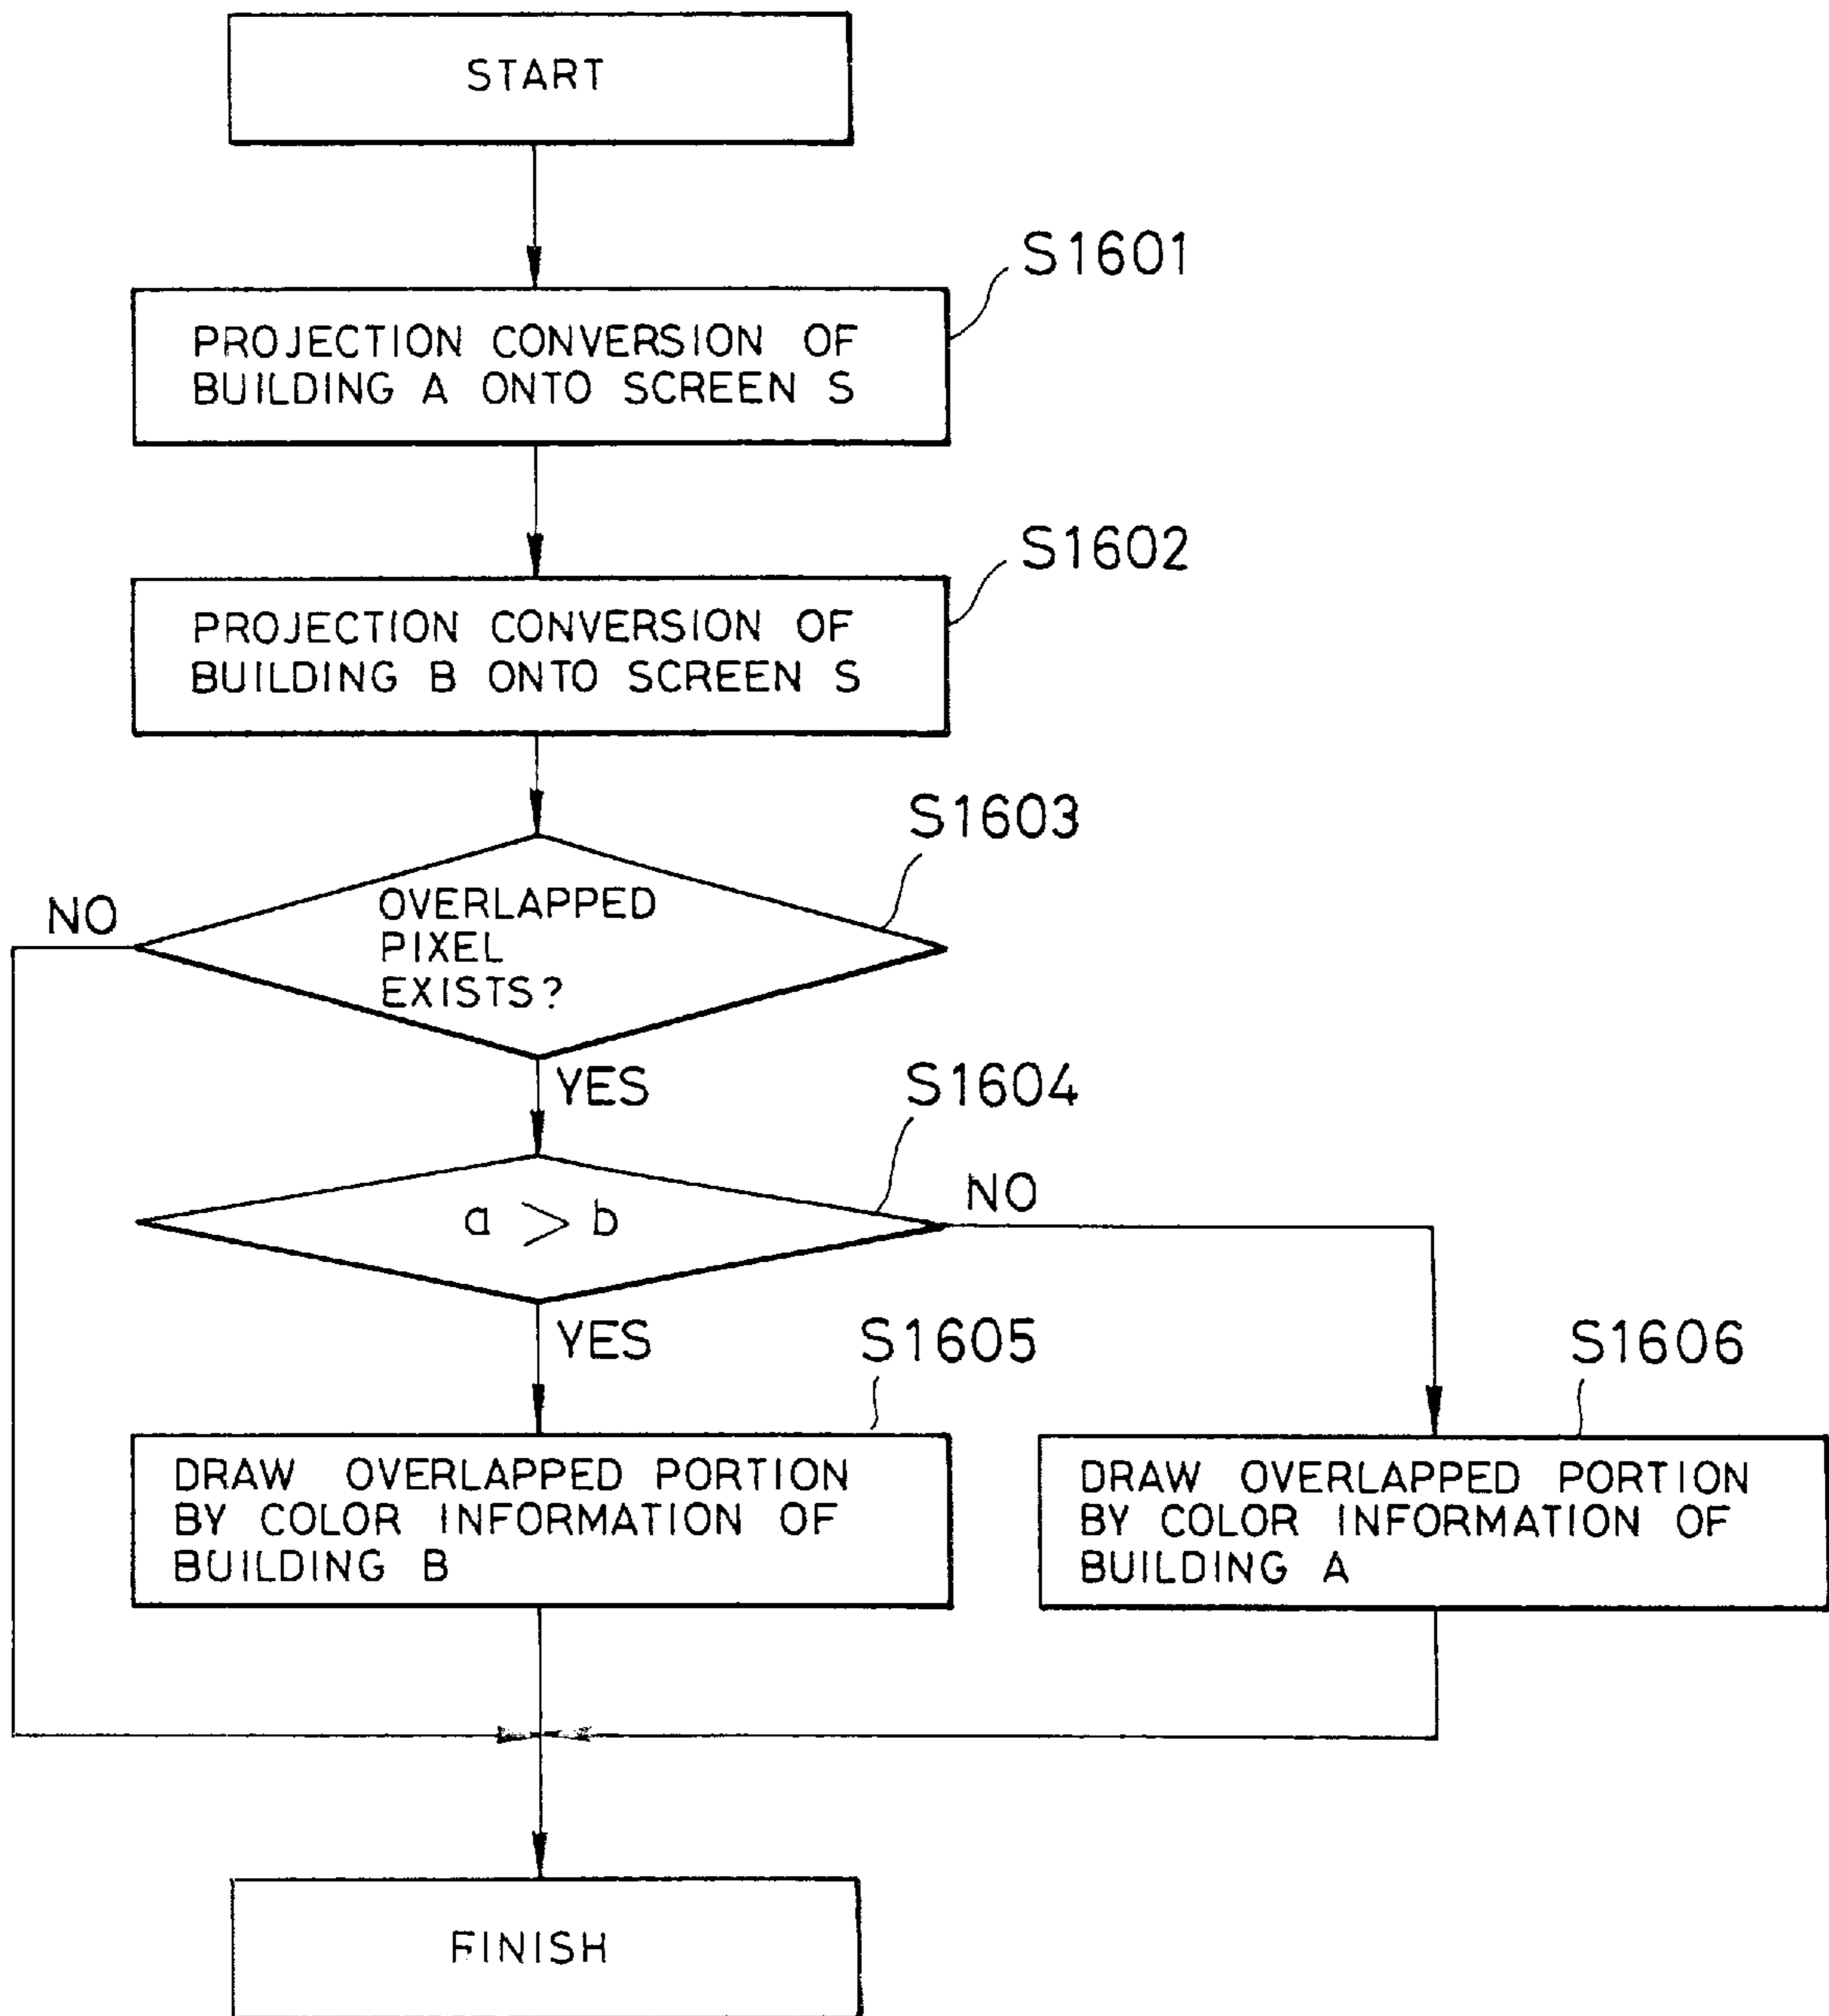 START
S1601
PROJECTION CONVERSION OF
BUILDING A ONTO SCREEN S
S1602
PROJECTION CONVERSION OF
BUILDING B ONTO SCREEN S
S1603
NO
OVERLAPPED
PIXEL
EXISTS?
YES
S1604
a > b
NO
YES
S1605
S1606
DRAW OVERLAPPED PORTION
BY COLOR INFORMATION OF
BUILDING B
DRAW OVERLAPPED PORTION
BY COLOR INFORMATION OF
BUILDING A
FINISH